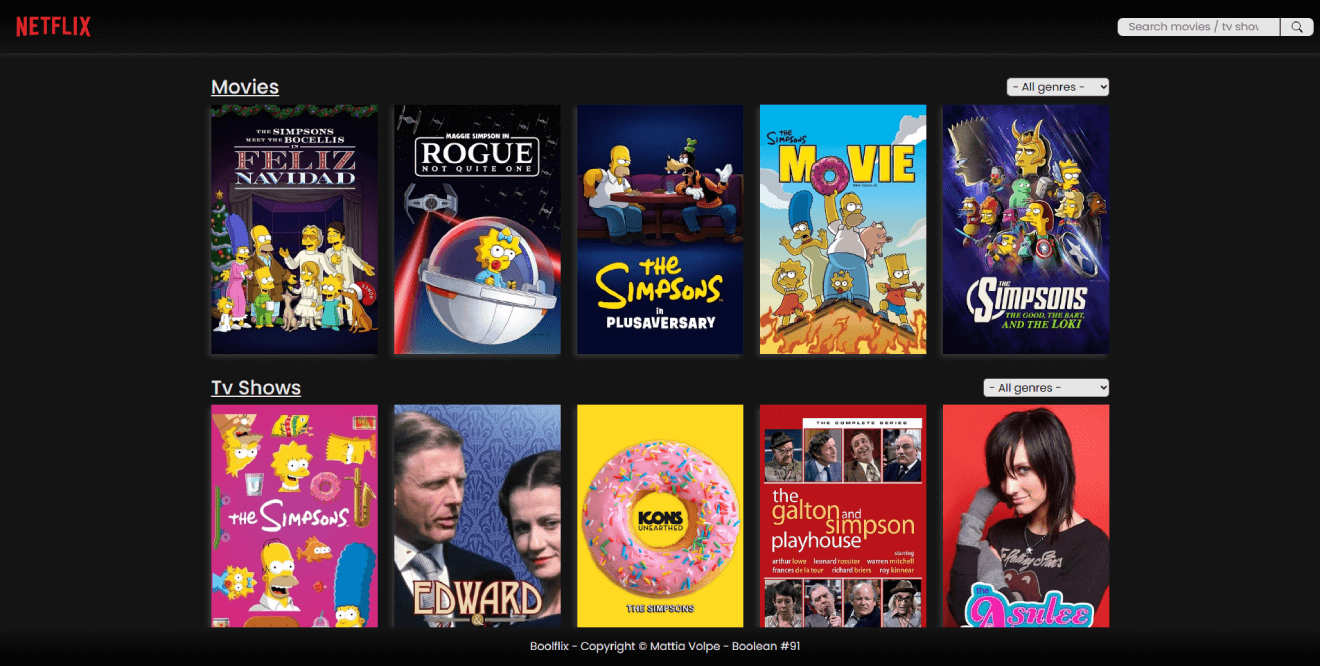 NETFLIX
Search movies / tv show
Movies
- All genres -
THE SIMPSONS
MEET THE BOCELLIS
IN
FELIZ
NAVIDAD
MAGGIE SIMPSON IN
ROGUE
NOT QUITE ONE
THE
SIMPSONS
in
PLUSAVERSARY
THE
SIMPSONS
MOVIE
THE
SIMPSONS
THE GOOD, THE BART,
AND THE LOKI
Tv Shows
- All genres -
THE SIMPSONS
EDWARD
&
ICONS
UNEARTHED
THE SIMPSONS
THE COMPLETE SERIES
the
galton and
simpson
playhouse
starring
arthur lowe leonard rossiter warren mitchell
frances de la tour richard briers roy kinnear
the
Ashlee
Boolflix - Copyright © Mattia Volpe - Boolean #91